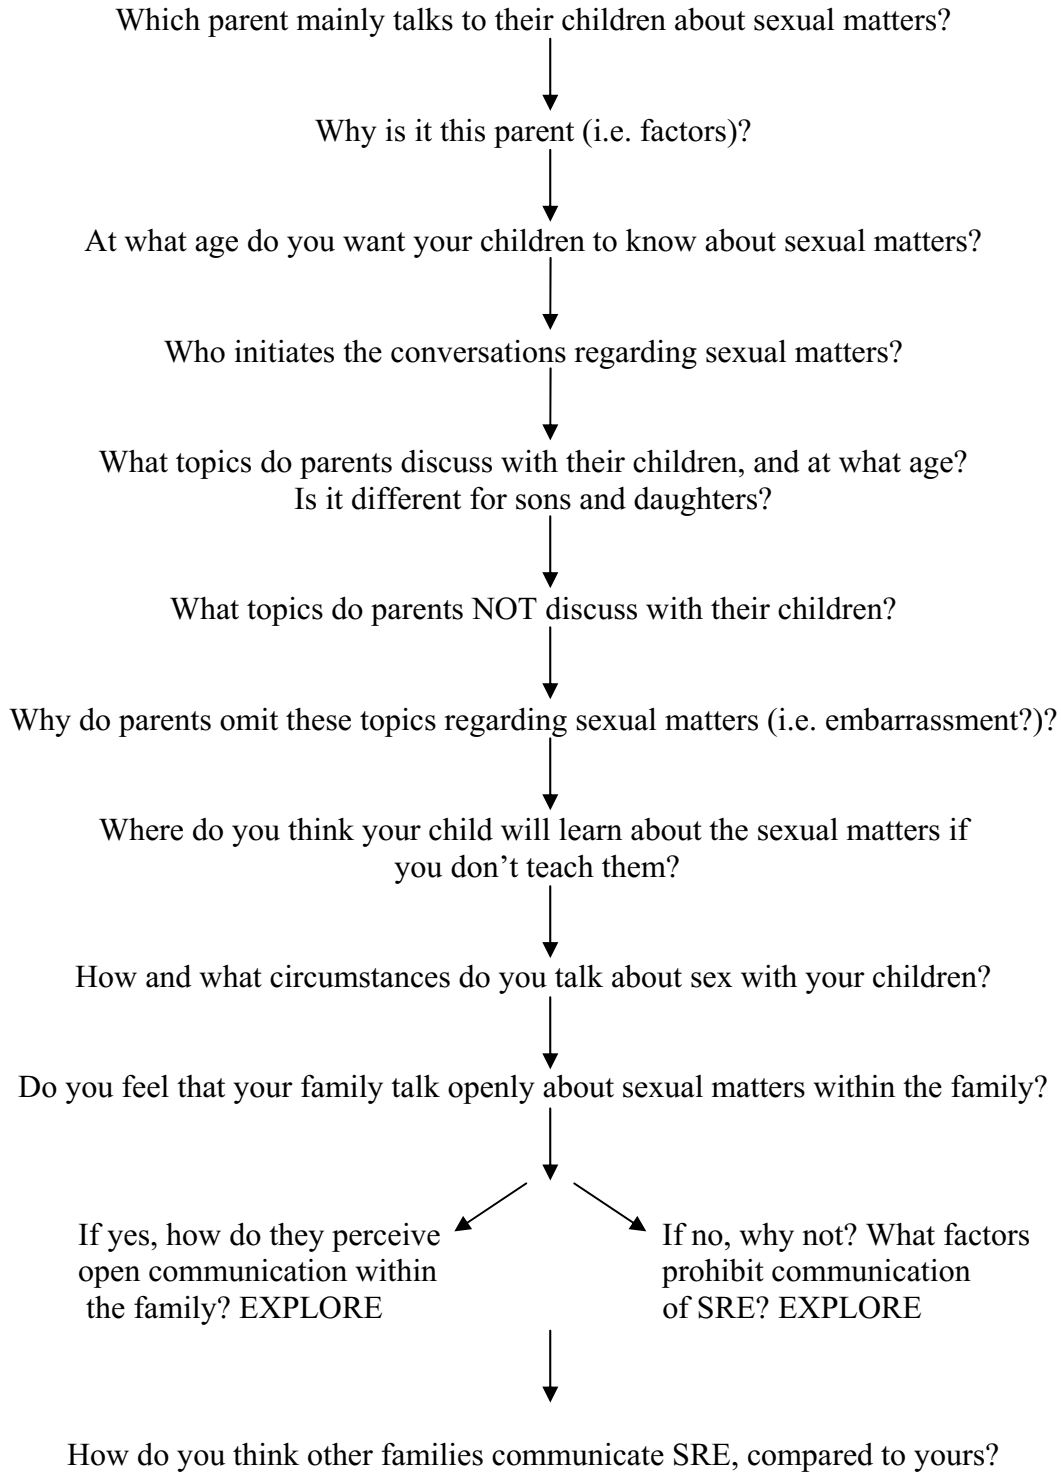 Which parent mainly talks to their children about sexual matters?
Why is it this parent (i.e. factors)?
At what age do you want your children to know about sexual matters?
Who initiates the conversations regarding sexual matters?
What topics do parents discuss with their children, and at what age?
Is it different for sons and daughters?
What topics do parents NOT discuss with their children?
Why do parents omit these topics regarding sexual matters (i.e. embarrassment?)?
Where do you think your child will learn about the sexual matters if
you don’t teach them?
How and what circumstances do you talk about sex with your children?
Do you feel that your family talk openly about sexual matters within the family?
If yes, how do they perceive
open communication within
the family? EXPLORE
If no, why not? What factors
prohibit communication
of SRE? EXPLORE
How do you think other families communicate SRE, compared to yours?